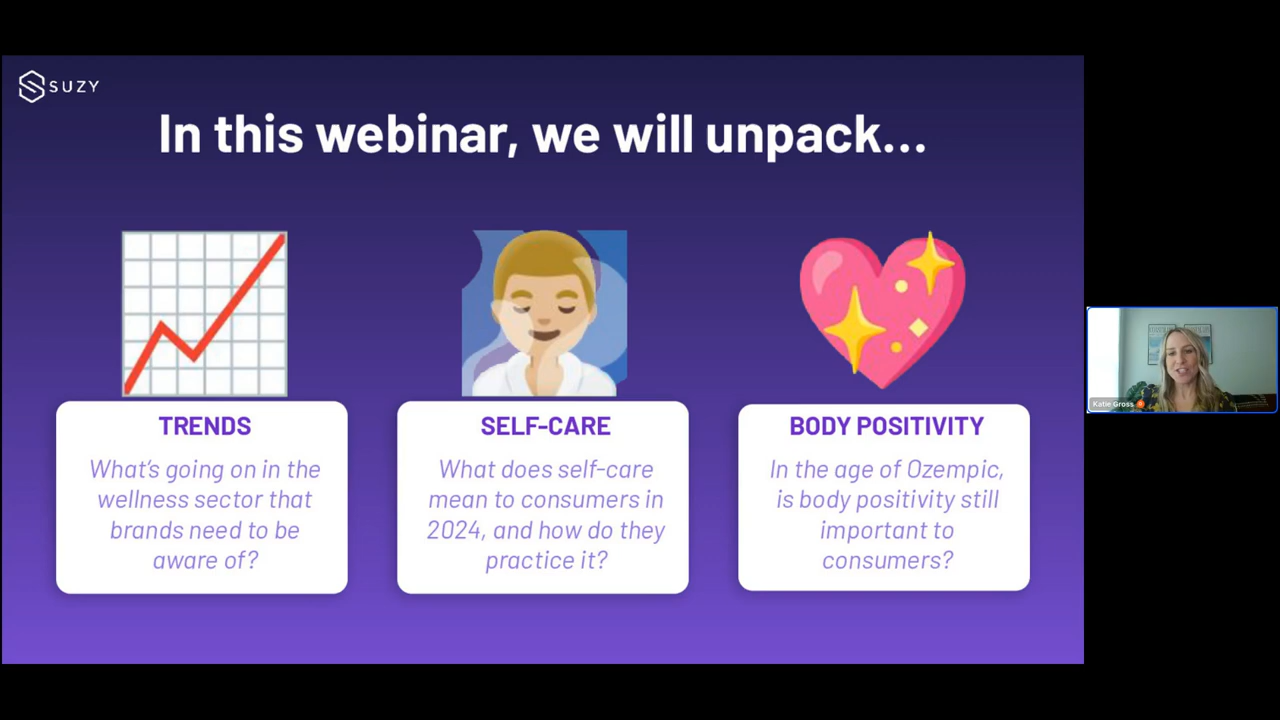 SUZY
In this webinar, we will unpack...
TRENDS
What's going on in the
wellness sector that
brands need to be
aware of?
SELF-CARE
What does self-care
mean to consumers in
2024, and how do they
practice it?
BODY POSITIVITY
In the age of Ozempic,
is body positivity still
important to
consumers?
Katie Gross